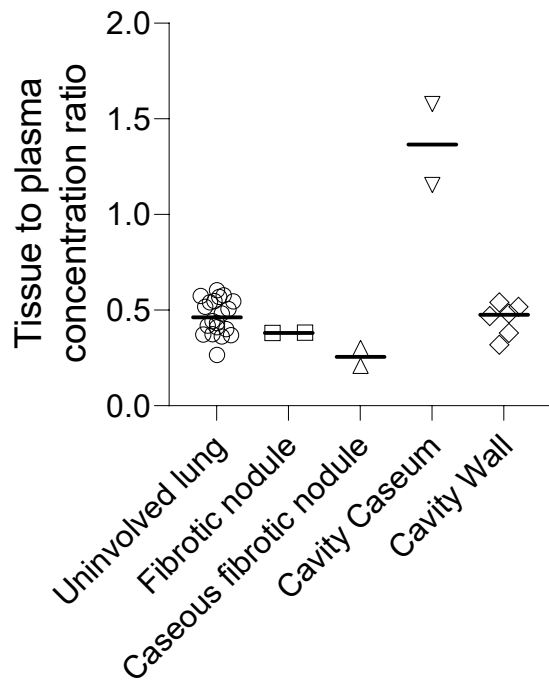 Tissue to plasma
concentration ratio
2.0
1.5
1.0
0.5
0.0
Uninvolved lung
Fibrotic nodule
Caseous fibrotic nodule
Cavity Caseum
Cavity Wall